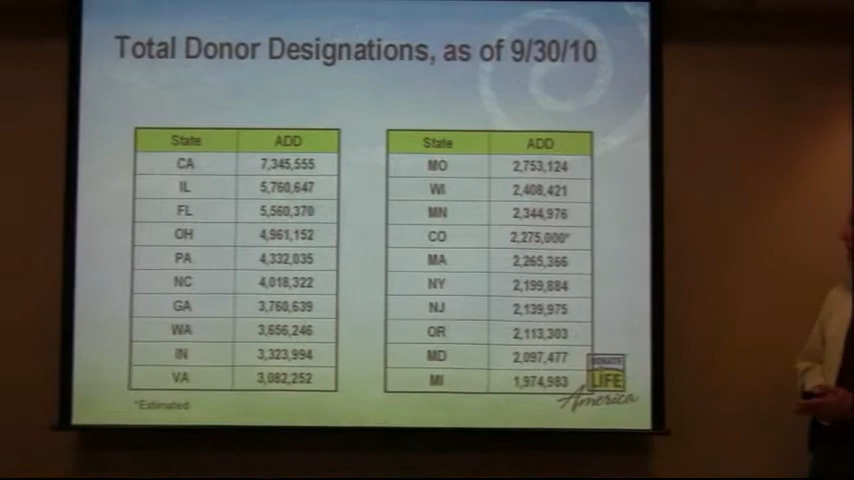 Total Donor Designations, as of 9/30/10
State ADD
CA 7,345,555
IL 5,760,647
FL 5,560,370
OH 4,961,152
PA 4,332,035
NC 4,018,322
GA 3,760,639
WA 3,656,246
IN 3,323,994
VA 3,082,252
*Estimated
State ADD
MO 2,753,124
WI 2,408,421
MN 2,344,976
CO 2,275,000*
MA 2,265,366
NY 2,199,884
NJ 2,139,975
OR 2,113,303
MD 2,097,477
MI 1,974,983
DONATE
LIFE
America